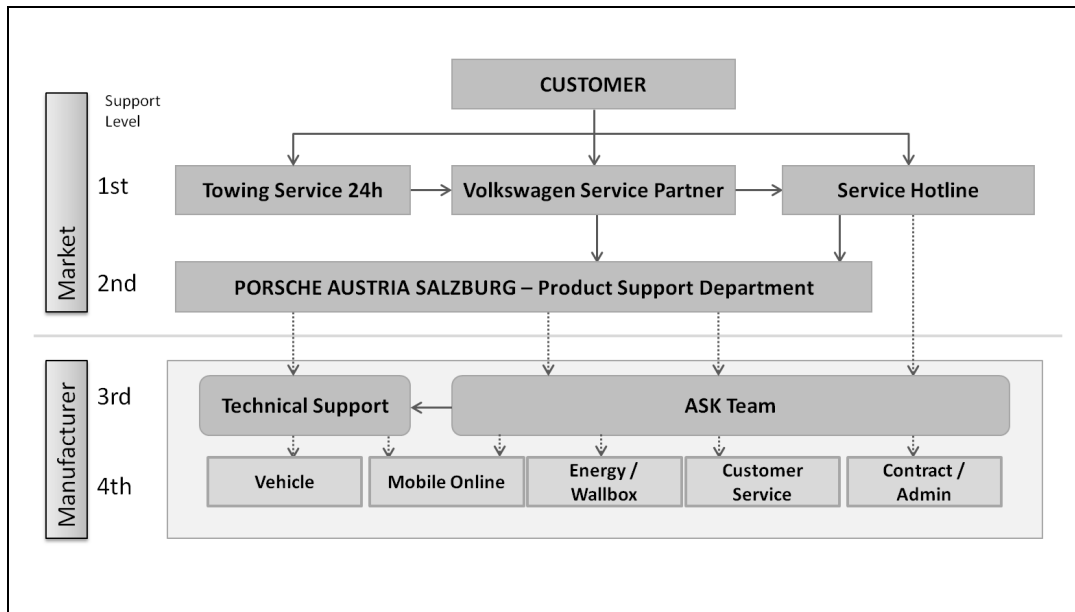 CUSTOMER
Support
Level
Market
1st
Towing Service 24h
Volkswagen Service Partner
Service Hotline
2nd
PORSCHE AUSTRIA SALZBURG – Product Support Department
Manufacturer
3rd
Technical Support
ASK Team
4th
Vehicle
Mobile Online
Energy /
Wallbox
Customer
Service
Contract /
Admin